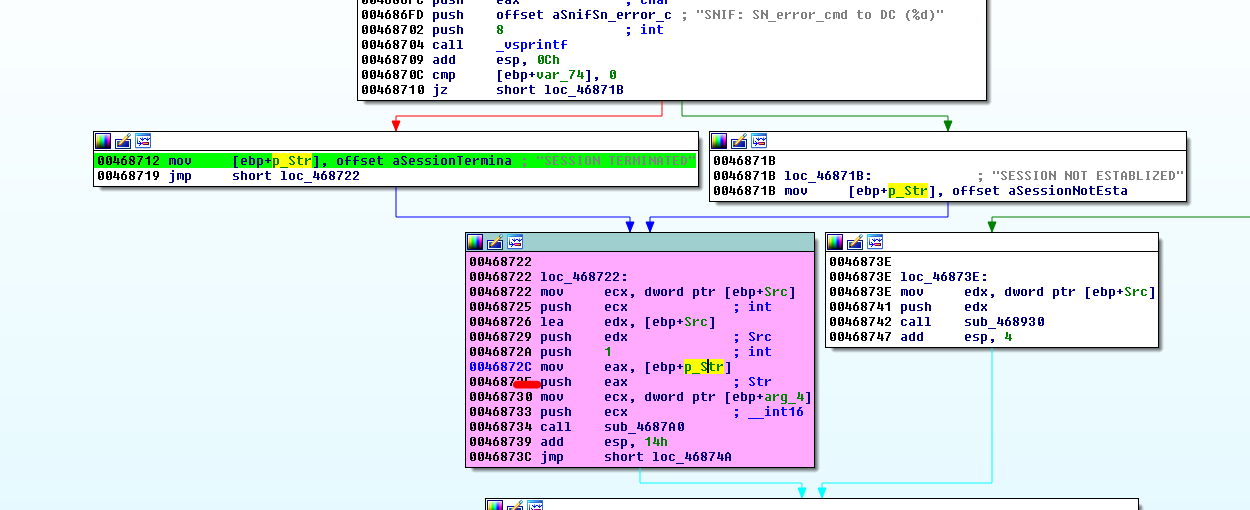 004686FC push eax ; char
004686FD push offset aSnifSn_error_c ; "SNIF: SN_error_cmd to DC (%d)"
00468702 push 8 ; int
00468704 call _vsprintf
00468709 add esp, 0Ch
0046870C cmp [ebp+var_74], 0
00468710 jz short loc_46871B
00468712 mov [ebp+p_Str], offset aSessionTermina ; "SESSION TERMINATED"
00468719 jmp short loc_468722
0046871B
0046871B loc_46871B: ; "SESSION NOT ESTABLIZED"
0046871B mov [ebp+p_Str], offset aSessionNotEsta
00468722
00468722 loc_468722:
00468722 mov ecx, dword ptr [ebp+Src]
00468725 push ecx ; int
00468726 lea edx, [ebp+Src]
00468729 push edx ; Src
0046872A push 1 ; int
0046872C mov eax, [ebp+p_Str]
push eax ; Str
00468730 mov ecx, dword ptr [ebp+arg_4]
00468733 push ecx ; __int16
00468734 call sub_4687A0
00468739 add esp, 14h
0046873C jmp short loc_46874A
0046873E
0046873E loc_46873E:
0046873E mov edx, dword ptr [ebp+Src]
00468741 push edx
00468742 call sub_468930
00468747 add esp, 4